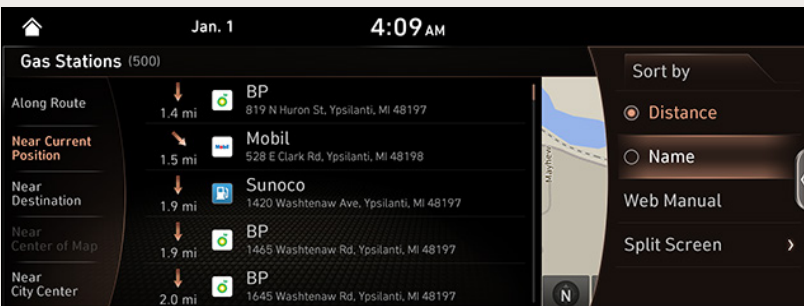 Jan. 1
4:09 AM
Gas Stations (500)
Along Route
Near Current
Position
Near
Destination
Near
Center of Map
Near
City Center
1.4 mi
BP
819 N Huron St, Ypsilanti, MI 48197
1.5 mi
Mobil
Mobil
528 E Clark Rd, Ypsilanti, MI 48198
1.9 mi
Sunoco
1420 Washtenaw Ave, Ypsilanti, MI 48197
1.9 mi
BP
1465 Washtenaw Rd, Ypsilanti, MI 48197
2.0 mi
BP
1645 Washtenaw Rd, Ypsilanti, MI 48197
Mayhew
N
Sort by
Distance
Name
Web Manual
Split Screen